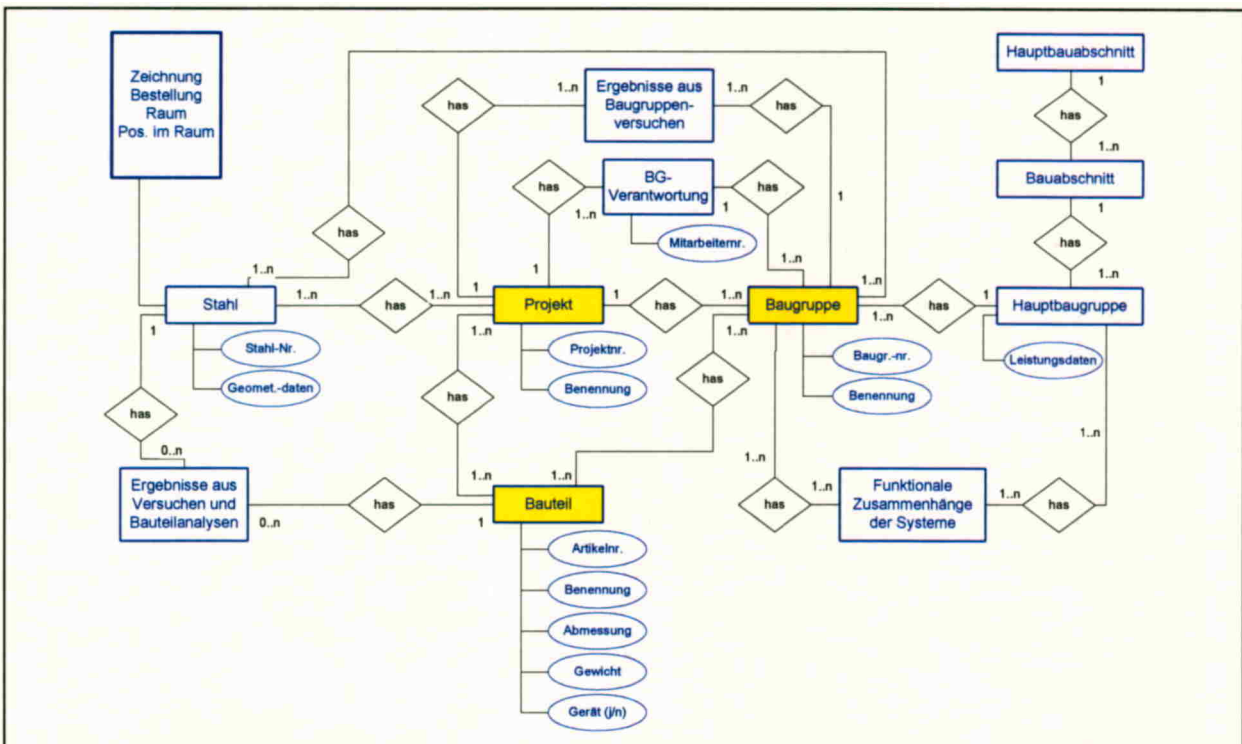 Zeichnung
Bestellung
Raum
Pos. im Raum
Hauptbauabschnitt
1
has
1..n
Bauabschnitt
1
has
1..n
Hauptbaugruppe
Leistungsdaten
1..n
has
1..n
Ergebnisse aus
Baugruppen-
versuchen
1..n
has
1
1..n
has
1
BG-
Verantwortung
Mitarbeiternr.
has
1..n
1
has
1
1..n
has
1..n
1..n
Stahl
Stahl-Nr.
Geomet.-daten
1..n
has
1..n
Projekt
Projektnr.
Benennung
1
has
1..n
Baugruppe
Baugr.-nr.
Benennung
1..n
has
1
1
has
0..n
Ergebnisse aus
Versuchen und
Bauteilanalysen
0..n
has
1
1..n
has
1..n
1..n
has
1..n
Bauteil
Artikelnr.
Benennung
Abmessung
Gewicht
Gerät (j/n)
1..n
has
1..n
Funktionale
Zusammenhänge
der Systeme